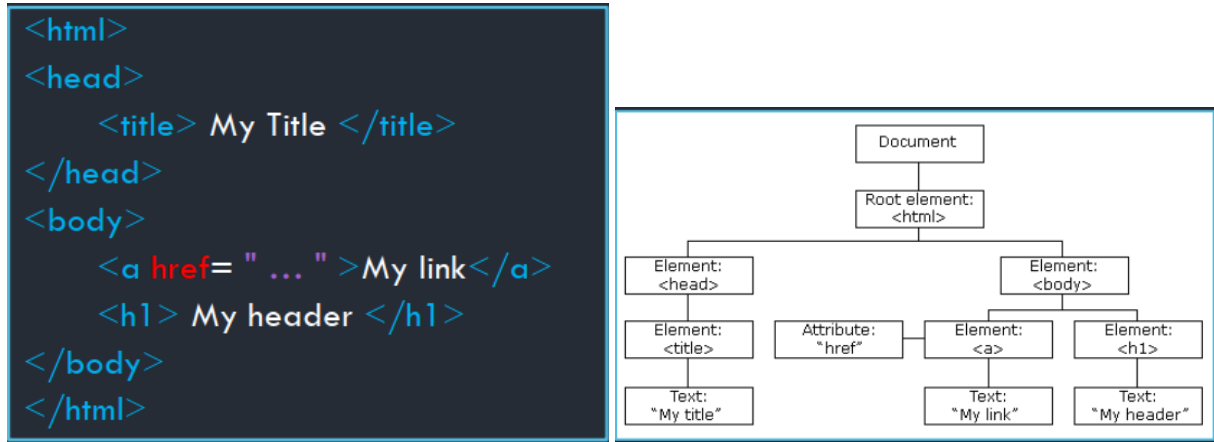 <html>
<head>
<title> My Title </title>
</head>
<body>
<a href= " ... " >My link</a>
<h1> My header </h1>
</body>
</html>
Document
Root element:
<html>
Element:
<head>
Element:
<body>
Element:
<title>
Attribute:
"href"
Element:
<a>
Element:
<h1>
Text:
"My title"
Text:
"My link"
Text:
"My header"